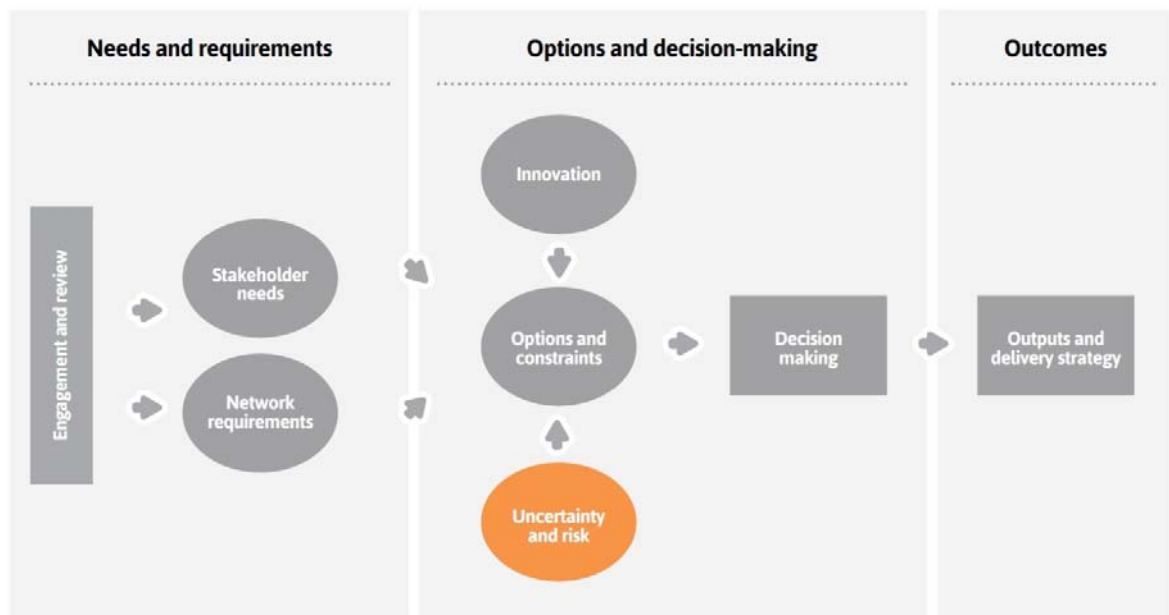 Needs and requirements
Options and decision-making
Outcomes
Engagement and review
Stakeholder
needs
Network
requirements
Innovation
Options and
constraints
Uncertainty
and risk
Decision
making
Outputs and
delivery strategy